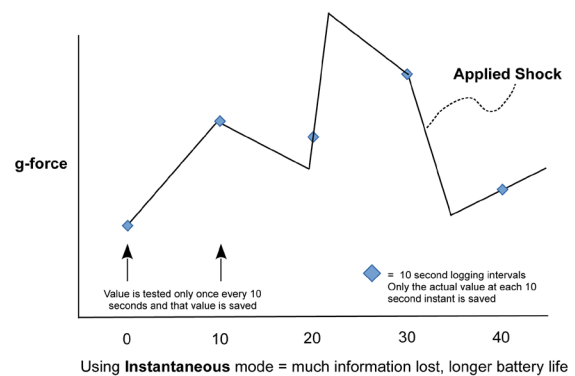 Applied Shock
g-force
= 10 second logging intervals
Only the actual value at each 10
second instant is saved
Value is tested only once every 10
seconds and that value is saved
0 10 20 30 40
Using Instantaneous mode = much information lost, longer battery life